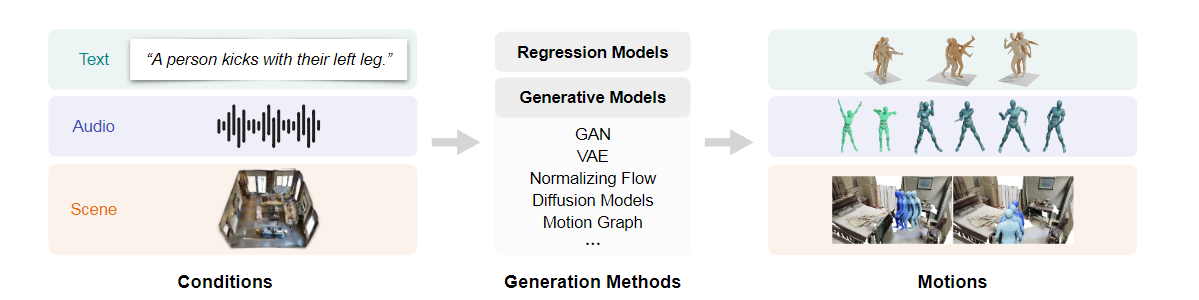 Text
“A person kicks with their left leg.”
Audio
Scene
Conditions
Regression Models
Generative Models
GAN
VAE
Normalizing Flow
Diffusion Models
Motion Graph
...
Generation Methods
Motions